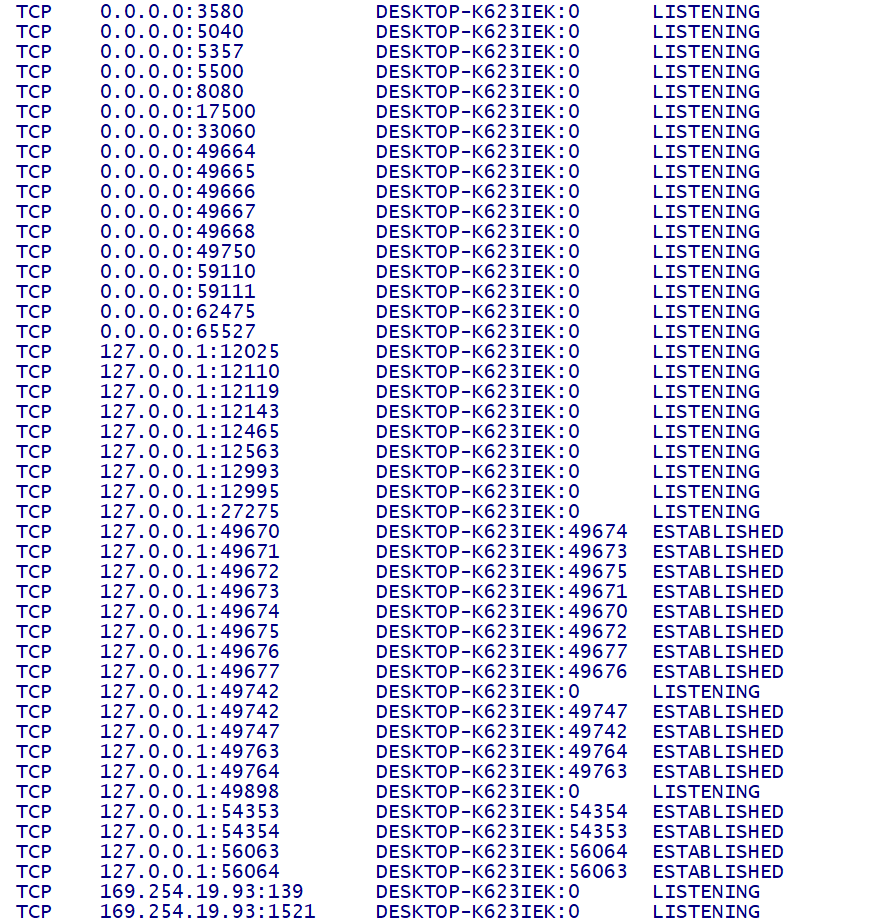 TCP 0.0.0.0:3580 DESKTOP-K623IEK:0 LISTENING
TCP 0.0.0.0:5040 DESKTOP-K623IEK:0 LISTENING
TCP 0.0.0.0:5357 DESKTOP-K623IEK:0 LISTENING
TCP 0.0.0.0:5500 DESKTOP-K623IEK:0 LISTENING
TCP 0.0.0.0:8080 DESKTOP-K623IEK:0 LISTENING
TCP 0.0.0.0:17500 DESKTOP-K623IEK:0 LISTENING
TCP 0.0.0.0:33060 DESKTOP-K623IEK:0 LISTENING
TCP 0.0.0.0:49664 DESKTOP-K623IEK:0 LISTENING
TCP 0.0.0.0:49665 DESKTOP-K623IEK:0 LISTENING
TCP 0.0.0.0:49666 DESKTOP-K623IEK:0 LISTENING
TCP 0.0.0.0:49667 DESKTOP-K623IEK:0 LISTENING
TCP 0.0.0.0:49668 DESKTOP-K623IEK:0 LISTENING
TCP 0.0.0.0:49750 DESKTOP-K623IEK:0 LISTENING
TCP 0.0.0.0:59110 DESKTOP-K623IEK:0 LISTENING
TCP 0.0.0.0:59111 DESKTOP-K623IEK:0 LISTENING
TCP 0.0.0.0:62475 DESKTOP-K623IEK:0 LISTENING
TCP 0.0.0.0:65527 DESKTOP-K623IEK:0 LISTENING
TCP 127.0.0.1:12025 DESKTOP-K623IEK:0 LISTENING
TCP 127.0.0.1:12110 DESKTOP-K623IEK:0 LISTENING
TCP 127.0.0.1:12119 DESKTOP-K623IEK:0 LISTENING
TCP 127.0.0.1:12143 DESKTOP-K623IEK:0 LISTENING
TCP 127.0.0.1:12465 DESKTOP-K623IEK:0 LISTENING
TCP 127.0.0.1:12563 DESKTOP-K623IEK:0 LISTENING
TCP 127.0.0.1:12993 DESKTOP-K623IEK:0 LISTENING
TCP 127.0.0.1:12995 DESKTOP-K623IEK:0 LISTENING
TCP 127.0.0.1:27275 DESKTOP-K623IEK:0 LISTENING
TCP 127.0.0.1:49670 DESKTOP-K623IEK:49674 ESTABLISHED
TCP 127.0.0.1:49671 DESKTOP-K623IEK:49673 ESTABLISHED
TCP 127.0.0.1:49672 DESKTOP-K623IEK:49675 ESTABLISHED
TCP 127.0.0.1:49673 DESKTOP-K623IEK:49671 ESTABLISHED
TCP 127.0.0.1:49674 DESKTOP-K623IEK:49670 ESTABLISHED
TCP 127.0.0.1:49675 DESKTOP-K623IEK:49672 ESTABLISHED
TCP 127.0.0.1:49676 DESKTOP-K623IEK:49677 ESTABLISHED
TCP 127.0.0.1:49677 DESKTOP-K623IEK:49676 ESTABLISHED
TCP 127.0.0.1:49742 DESKTOP-K623IEK:0 LISTENING
TCP 127.0.0.1:49742 DESKTOP-K623IEK:49747 ESTABLISHED
TCP 127.0.0.1:49747 DESKTOP-K623IEK:49742 ESTABLISHED
TCP 127.0.0.1:49763 DESKTOP-K623IEK:49764 ESTABLISHED
TCP 127.0.0.1:49764 DESKTOP-K623IEK:49763 ESTABLISHED
TCP 127.0.0.1:49898 DESKTOP-K623IEK:0 LISTENING
TCP 127.0.0.1:54353 DESKTOP-K623IEK:54354 ESTABLISHED
TCP 127.0.0.1:54354 DESKTOP-K623IEK:54353 ESTABLISHED
TCP 127.0.0.1:56063 DESKTOP-K623IEK:56064 ESTABLISHED
TCP 127.0.0.1:56064 DESKTOP-K623IEK:56063 ESTABLISHED
TCP 169.254.19.93:139 DESKTOP-K623IEK:0 LISTENING
TCP 169.254.19.93:1521 DESKTOP-K623IEK:0 LISTENING